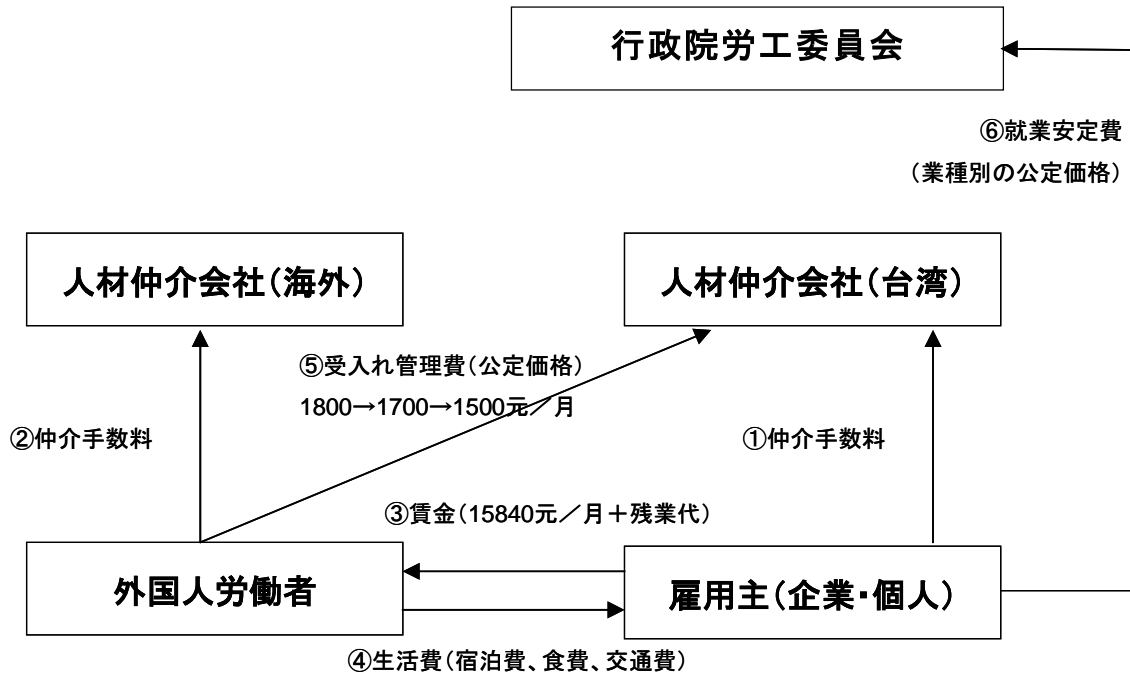 行政院労工委員会
⑥就業安定費
(業種別の公定価格)
人材仲介会社(海外)
人材仲介会社(台湾)
⑤受入れ管理費(公定価格)
1800→1700→1500元/月
②仲介手数料
①仲介手数料
③賃金(15840元/月+残業代)
外国人労働者
雇用主(企業・個人)
④生活費(宿泊費、食費、交通費)